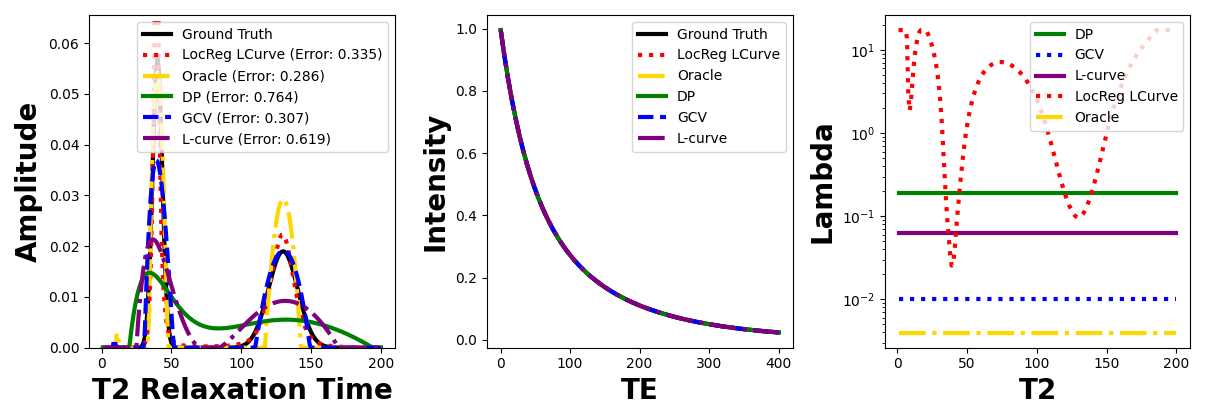 Amplitude
0.06
0.05
0.04
0.03
0.02
0.01
0.00
0 50 100 150 200
T2 Relaxation Time
Ground Truth
LocReg LCurve (Error: 0.335)
Oracle (Error: 0.286)
DP (Error: 0.764)
GCV (Error: 0.307)
L-curve (Error: 0.619)
Intensity
1.0
0.8
0.6
0.4
0.2
0.0
0 100 200 300 400
TE
Ground Truth
LocReg LCurve
Oracle
DP
GCV
L-curve
Lambda
10¹
10⁰
10⁻¹
10⁻²
0 50 100 150 200
T2
DP
GCV
L-curve
LocReg LCurve
Oracle